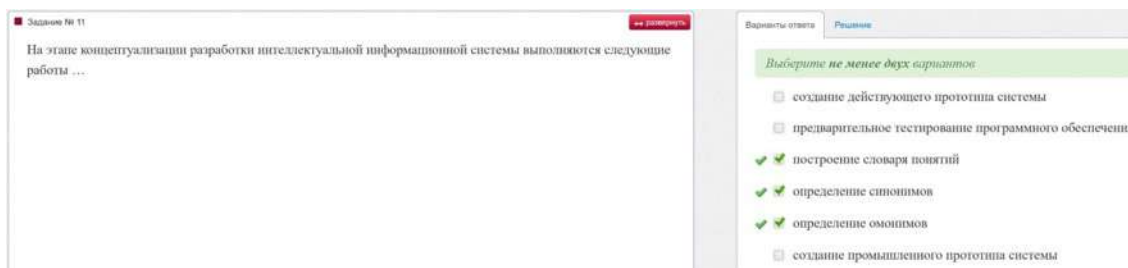 Задание № 11
развернуть
На этапе концептуализации разработки интеллектуальной информационной системы выполняются следующие
работы …
Варианты ответа
Решение
Выберите не менее двух вариантов
создание действующего прототипа системы
предварительное тестирование программного обеспечени
построение словаря понятий
определение синонимов
определение омонимов
создание промышленного прототипа системы